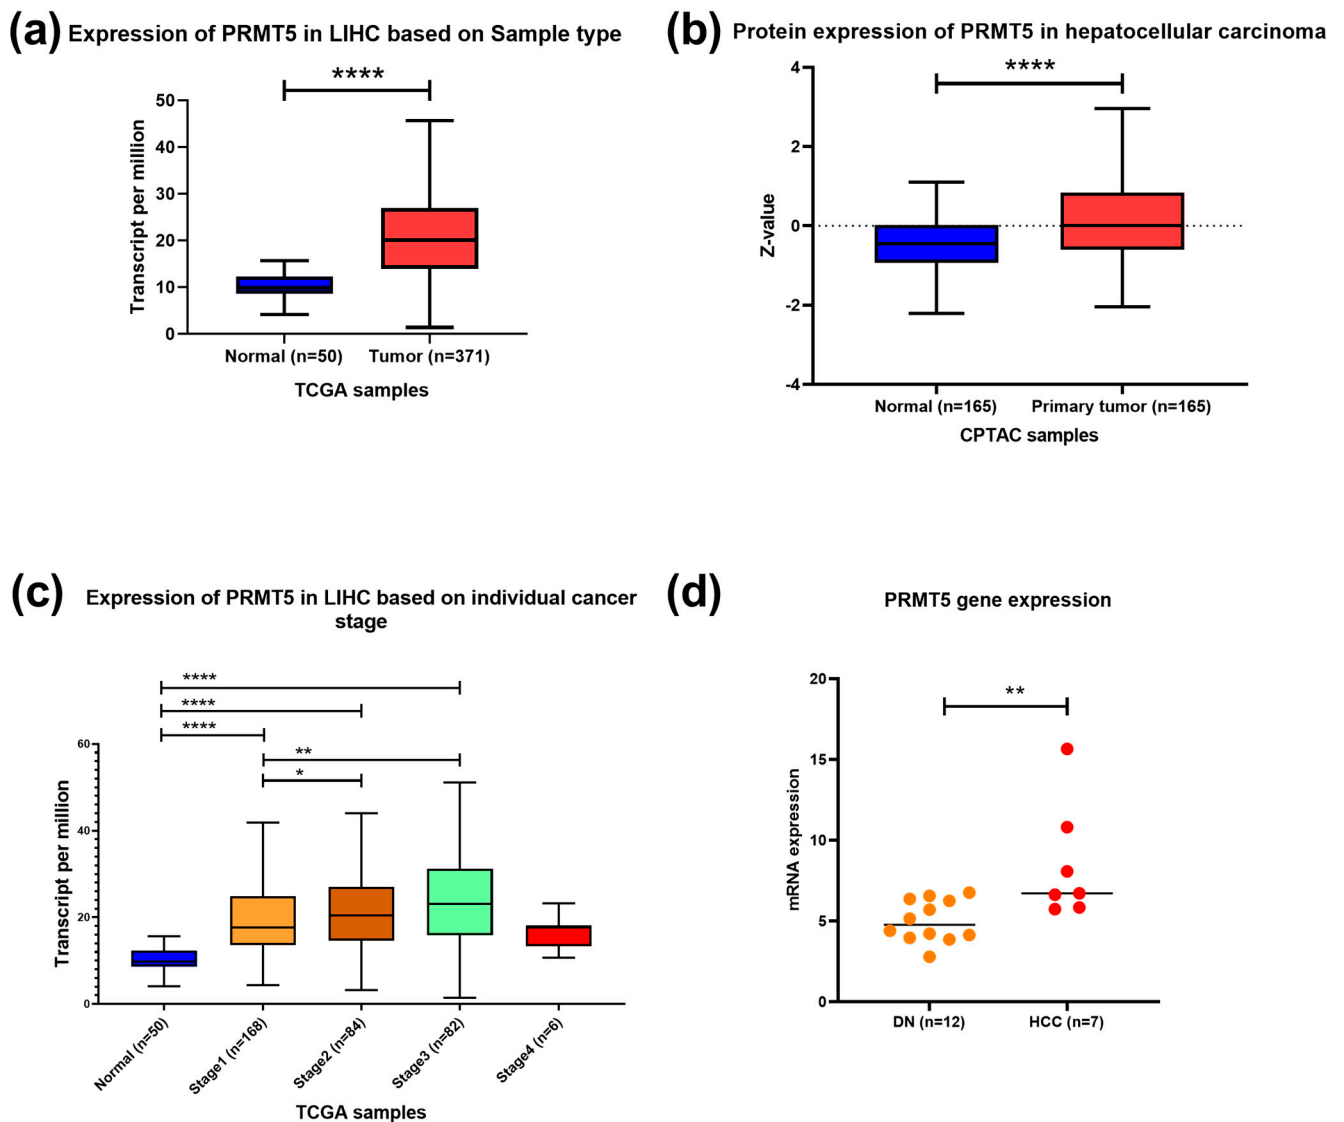 (a) Expression of PRMT5 in LIHC based on Sample type
****
50
40
30
20
10
0
Transcript per million
Normal (n=50) Tumor (n=371)
TCGA samples
(b) Protein expression of PRMT5 in hepatocellular carcinoma
****
4
2
0
-2
-4
Z-value
Normal (n=165) Primary tumor (n=165)
CPTAC samples
(c) Expression of PRMT5 in LIHC based on individual cancer
stage
****
****
****
**
*
60
40
20
0
Transcript per million
Normal (n=50)
Stage1 (n=168)
Stage2 (n=84)
Stage3 (n=82)
Stage4 (n=6)
TCGA samples
(d) PRMT5 gene expression
**
20
15
10
5
0
mRNA expression
DN (n=12) HCC (n=7)